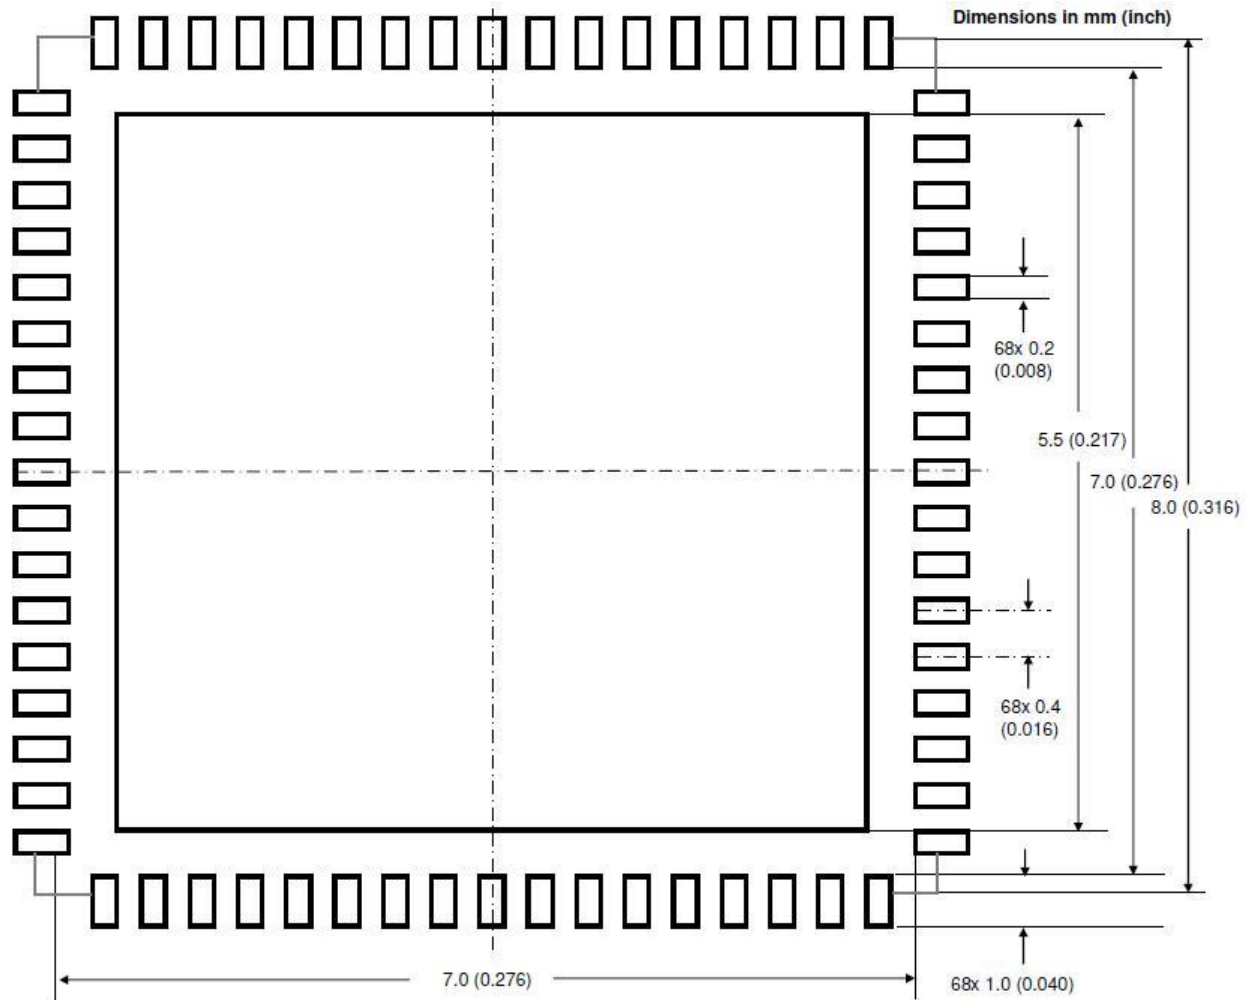 Dimensions in mm (inch)
68x 0.2
(0.008)
5.5 (0.217)
7.0 (0.276)
8.0 (0.316)
68x 0.4
(0.016)
7.0 (0.276)
68x 1.0 (0.040)